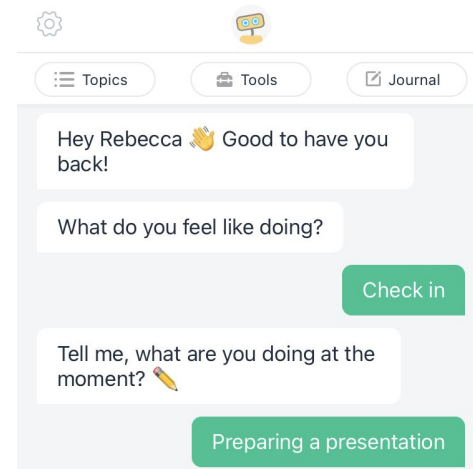 Topics
Tools
Journal
Hey Rebecca 👋 Good to have you
back!
What do you feel like doing?
Check in
Tell me, what are you doing at the
moment? ✏️
Preparing a presentation